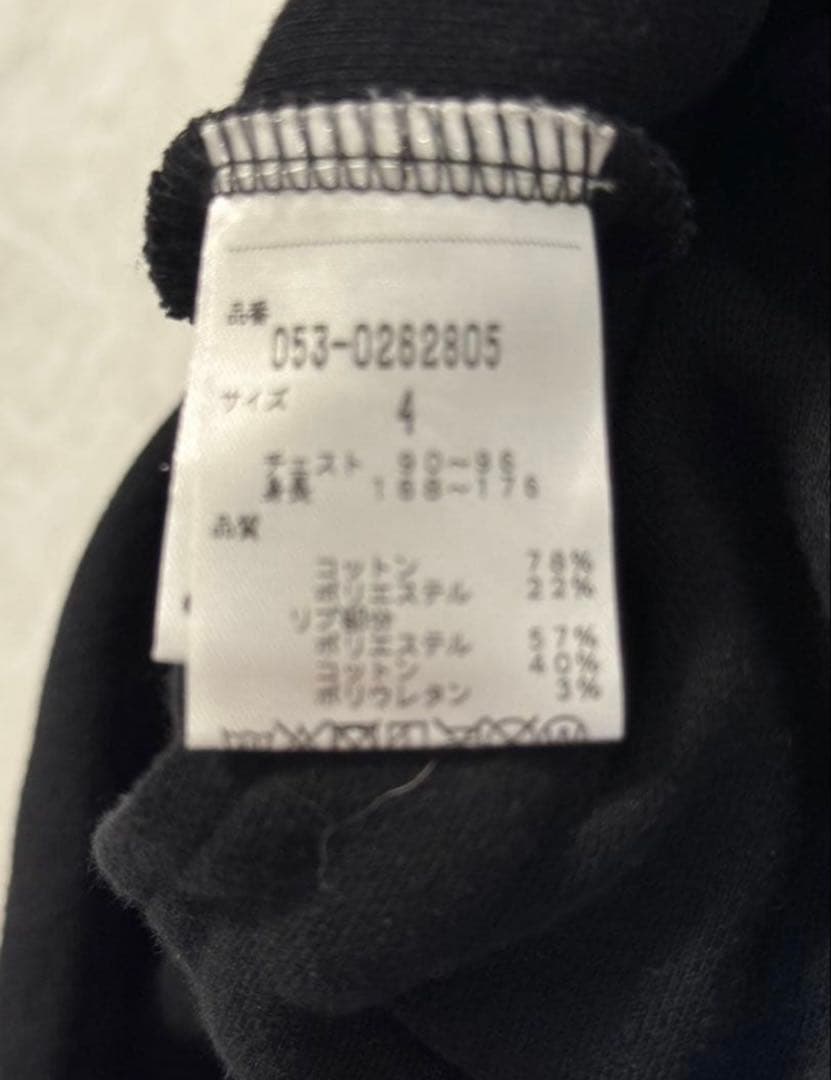 品番
053-0262805
サイズ 4
チェスト 90~96
身長 168~176
品質
コットン 78%
ポリエステル 22%
リブ部分
ポリエステル 57%
コットン 40%
ポリウレタン 3%